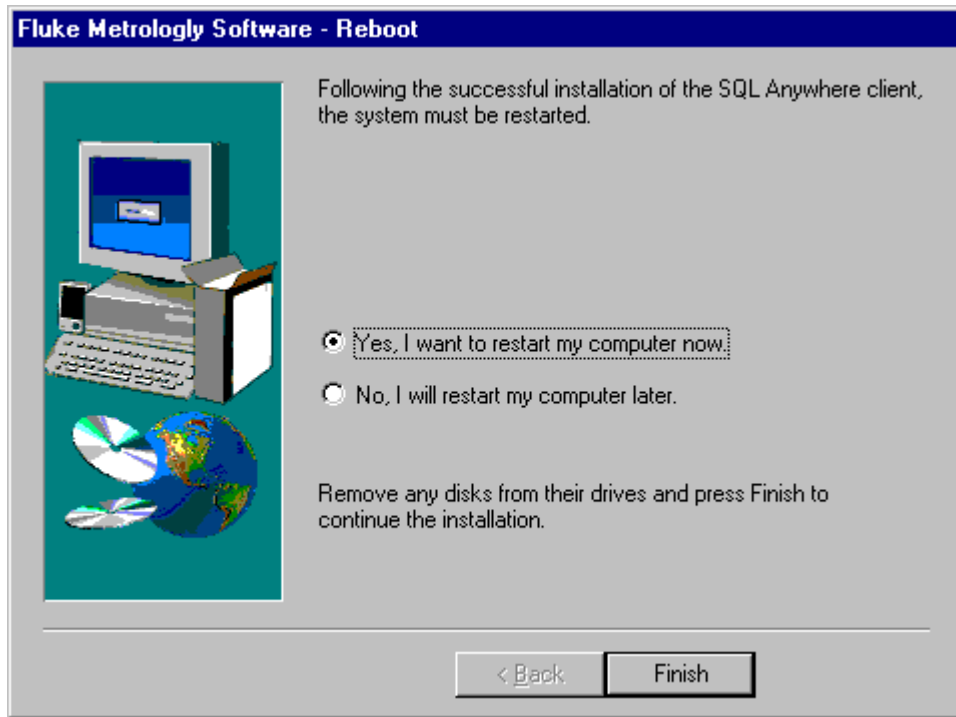 Fluke Metrologly Software - Reboot
Following the successful installation of the SQL Anywhere client,
the system must be restarted.
Yes, I want to restart my computer now.
No, I will restart my computer later.
Remove any disks from their drives and press Finish to
continue the installation.
< Back
Finish